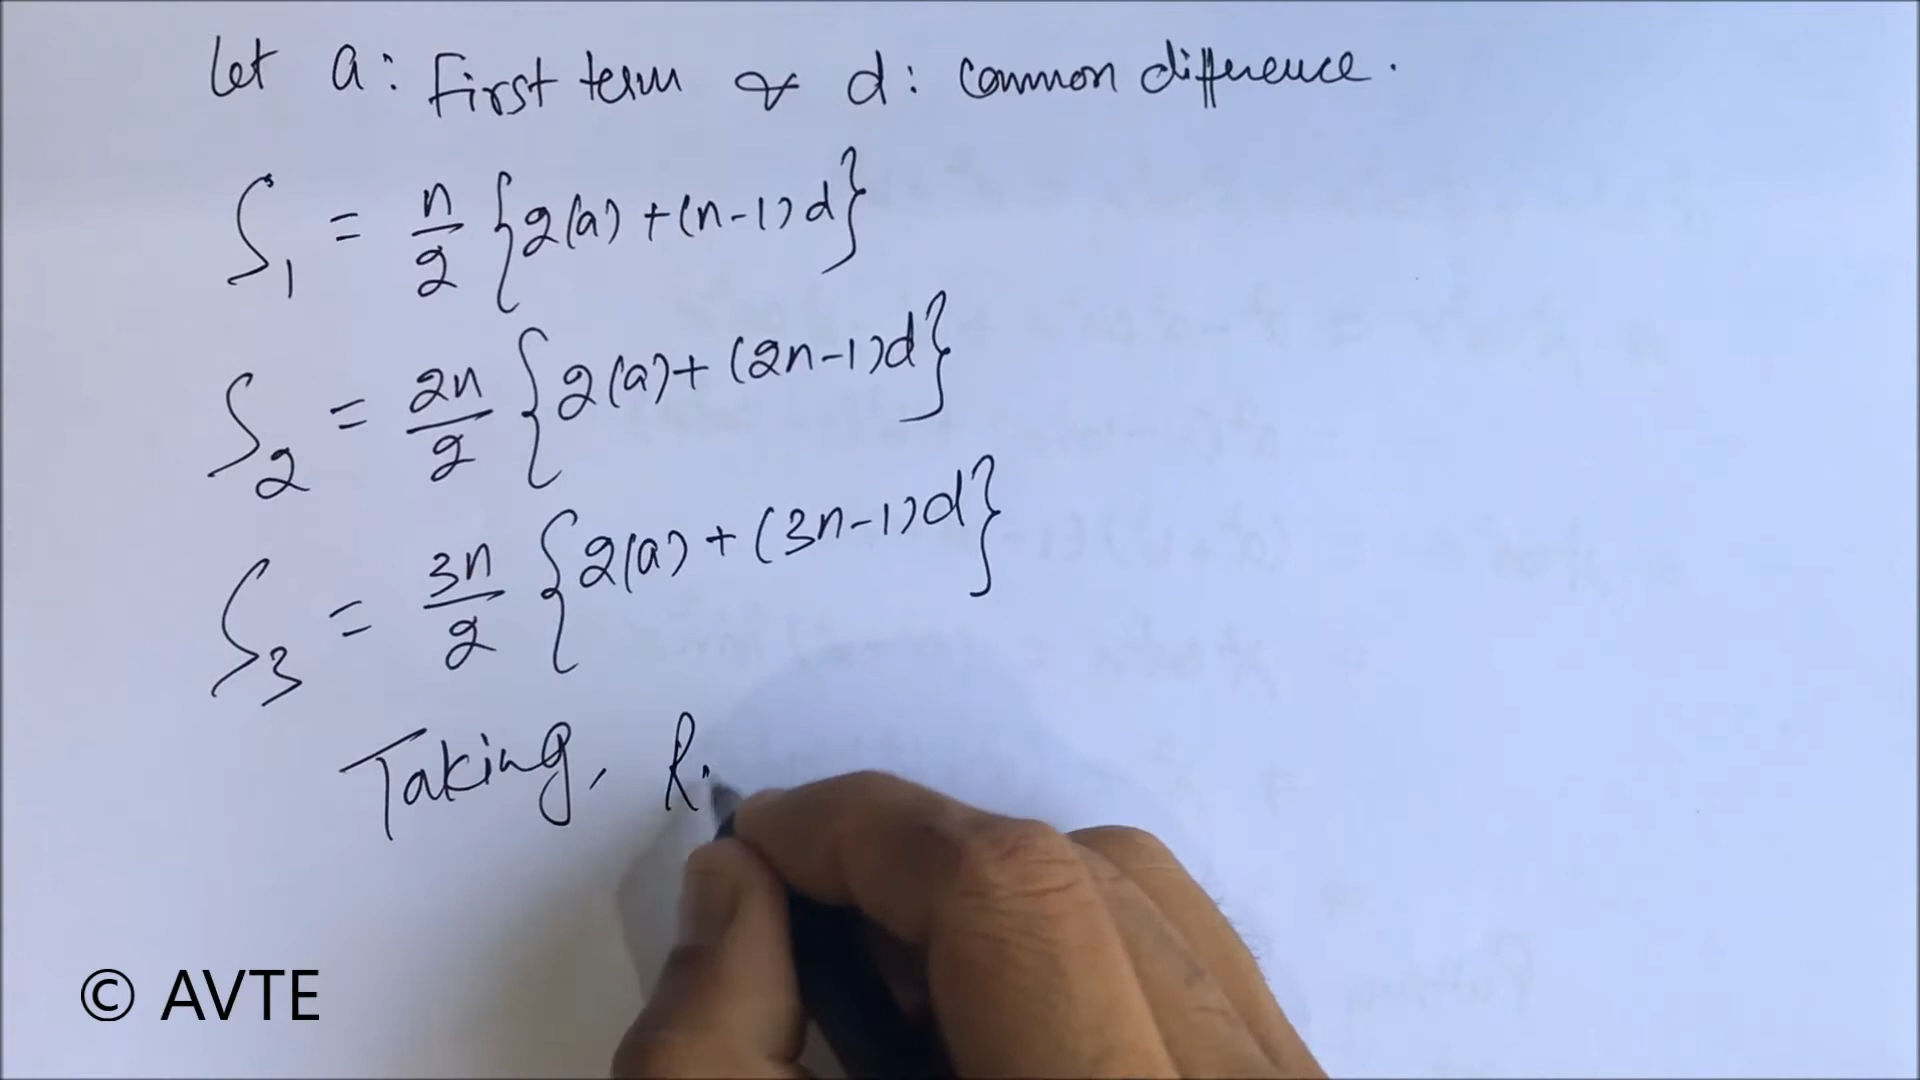 Let a: First term & d: common difference.
S₁ = n/2 {2(a) + (n-1)d}
S₂ = 2n/2 {2(a) + (2n-1)d}
S₃ = 3n/2 {2(a) + (3n-1)d}
Taking, R
© AVTE